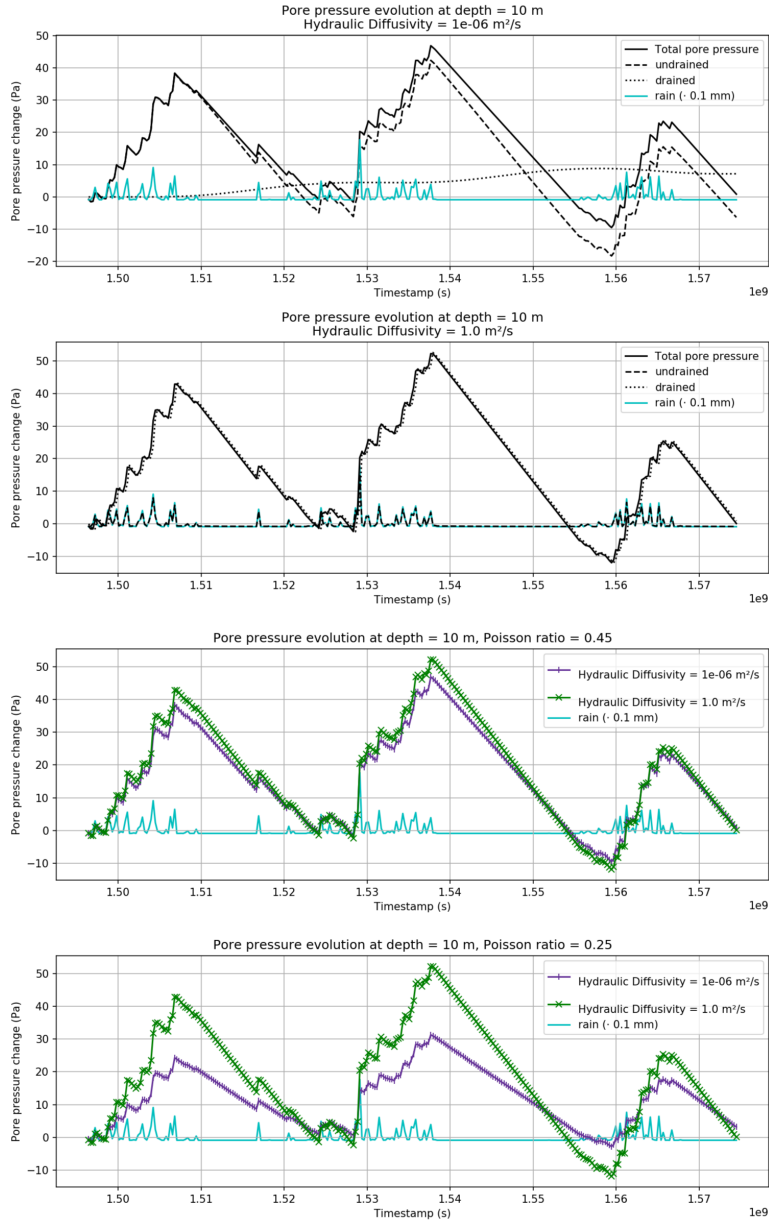 Pore pressure evolution at depth = 10 m
Hydraulic Diffusivity = 1e-06 m²/s
Pore pressure change (Pa)
50
40
30
20
10
0
−10
−20
Total pore pressure
undrained
drained
rain (· 0.1 mm)
1.50
1.51
1.52
1.53
1.54
1.55
1.56
1.57
Timestamp (s)
1e9
Pore pressure evolution at depth = 10 m
Hydraulic Diffusivity = 1.0 m²/s
Pore pressure change (Pa)
50
40
30
20
10
0
−10
Total pore pressure
undrained
drained
rain (· 0.1 mm)
1.50
1.51
1.52
1.53
1.54
1.55
1.56
1.57
Timestamp (s)
1e9
Pore pressure evolution at depth = 10 m, Poisson ratio = 0.45
Pore pressure change (Pa)
50
40
30
20
10
0
−10
Hydraulic Diffusivity = 1e-06 m²/s
Hydraulic Diffusivity = 1.0 m²/s
rain (· 0.1 mm)
1.50
1.51
1.52
1.53
1.54
1.55
1.56
1.57
Timestamp (s)
1e9
Pore pressure evolution at depth = 10 m, Poisson ratio = 0.25
Pore pressure change (Pa)
50
40
30
20
10
0
−10
Hydraulic Diffusivity = 1e-06 m²/s
Hydraulic Diffusivity = 1.0 m²/s
rain (· 0.1 mm)
1.50
1.51
1.52
1.53
1.54
1.55
1.56
1.57
Timestamp (s)
1e9